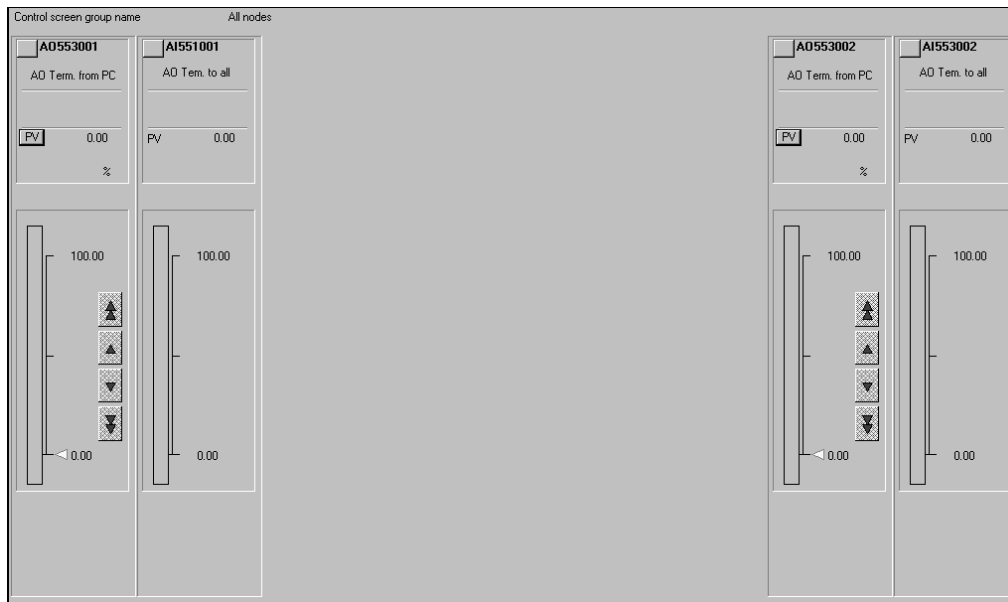 Control screen group name All nodes
AO553001
AO Term. from PC
PV 0.00
%
100.00
0.00
AI551001
AO Tem. to all
PV 0.00
100.00
0.00
AO553002
AO Term. from PC
PV 0.00
%
100.00
0.00
AI553002
AO Tem. to all
PV 0.00
100.00
0.00